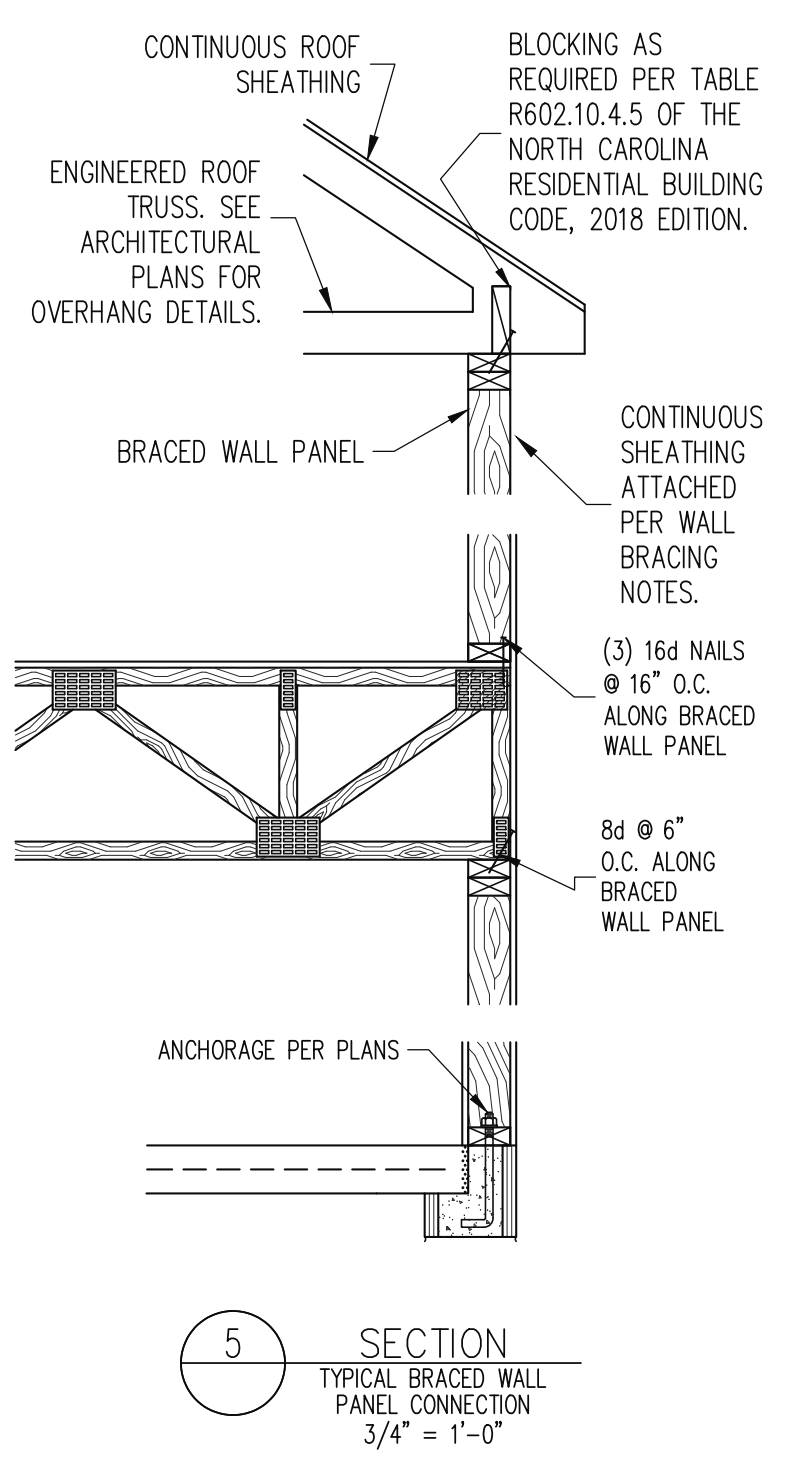 CONTINUOUS ROOF
SHEATHING
BLOCKING AS
REQUIRED PER TABLE
R602.10.4.5 OF THE
NORTH CAROLINA
RESIDENTIAL BUILDING
CODE, 2018 EDITION.
ENGINEERED ROOF
TRUSS. SEE
ARCHITECTURAL
PLANS FOR
OVERHANG DETAILS.
BRACED WALL PANEL
CONTINUOUS
SHEATHING
ATTACHED
PER WALL
BRACING
NOTES.
(3) 16d NAILS
@ 16" O.C.
ALONG BRACED
WALL PANEL
8d @ 6"
O.C. ALONG
BRACED
WALL PANEL
ANCHORAGE PER PLANS
5
SECTION
TYPICAL BRACED WALL
PANEL CONNECTION
3/4" = 1'-0"